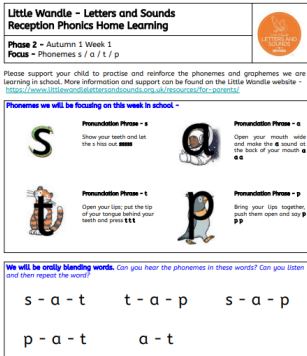 Little Wandle - Letters and Sounds
Reception Phonics Home Learning
LETTERS AND
SOUNDS
Phase 2 - Autumn 1 Week 1
Focus - Phonemes s / a / t / p
Please support your child to practise and reinforce the phonemes and graphemes we are
learning in school. More information and support can be found on the Little Wandle website -
https://www.littlewandlelettersandsounds.org.uk/resources/for-parents/
Phonemes we will be focusing on this week in school -
s
Pronunciation Phrase - s
Show your teeth and let
the s hiss out sssss
a
Pronunciation Phrase - a
Open your mouth wide
and make the a sound at
the back of your mouth a
a a
t
Pronunciation Phrase - t
Open your lips; put the tip
of your tongue behind your
teeth and press t t t
p
Pronunciation Phrase - p
Bring your lips together,
push them open and say p
p p
We will be orally blending words. Can you hear the phonemes in these words? Can you listen
and then repeat the word?
s - a - t t - a - p s - a - p
p - a - t a - t